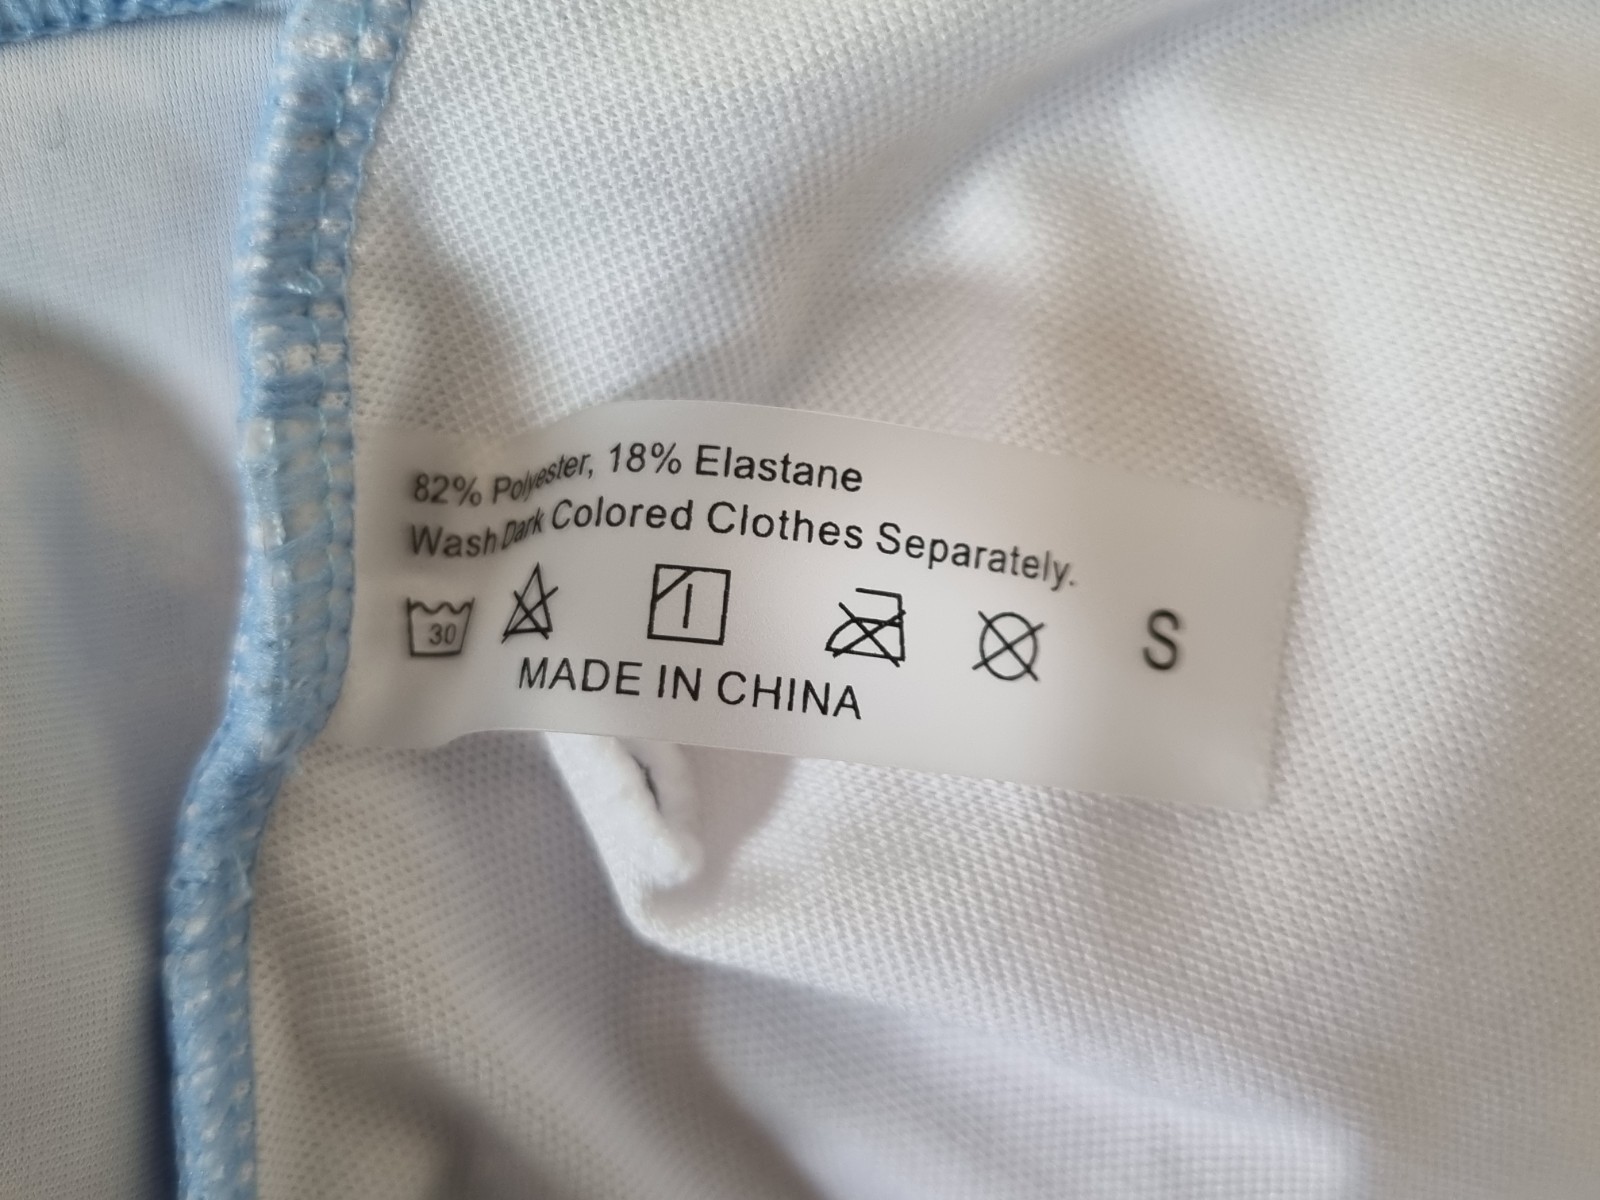 82% Polyester, 18% Elastane
Wash Dark Colored Clothes Separately.
30
S
MADE IN CHINA